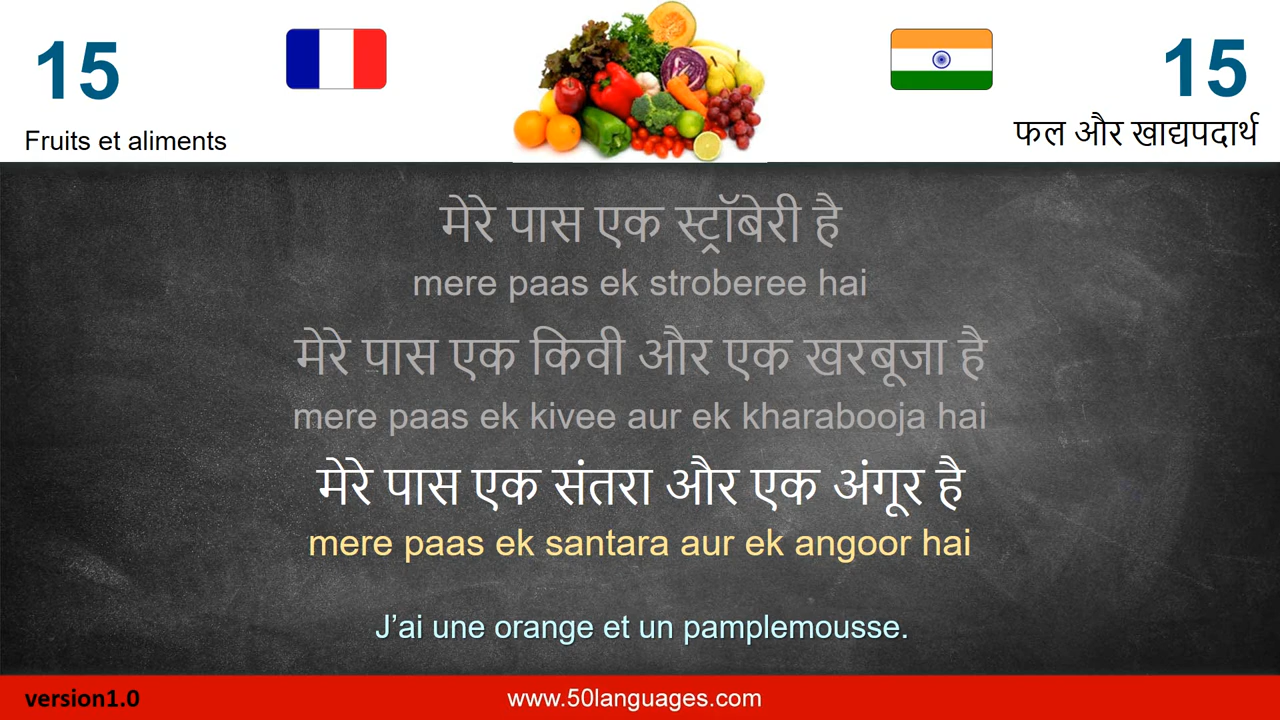 15
15
Fruits et aliments
फल और खाद्यपदार्थ
मेरे पास एक स्ट्रॉबेरी है
mere paas ek stroberee hai
मेरे पास एक किवी और एक खरबूजा है
mere paas ek kivee aur ek kharabooja hai
मेरे पास एक संतरा और एक अंगूर है
mere paas ek santara aur ek angoor hai
J’ai une orange et un pamplemousse.
version1.0
www.50languages.com